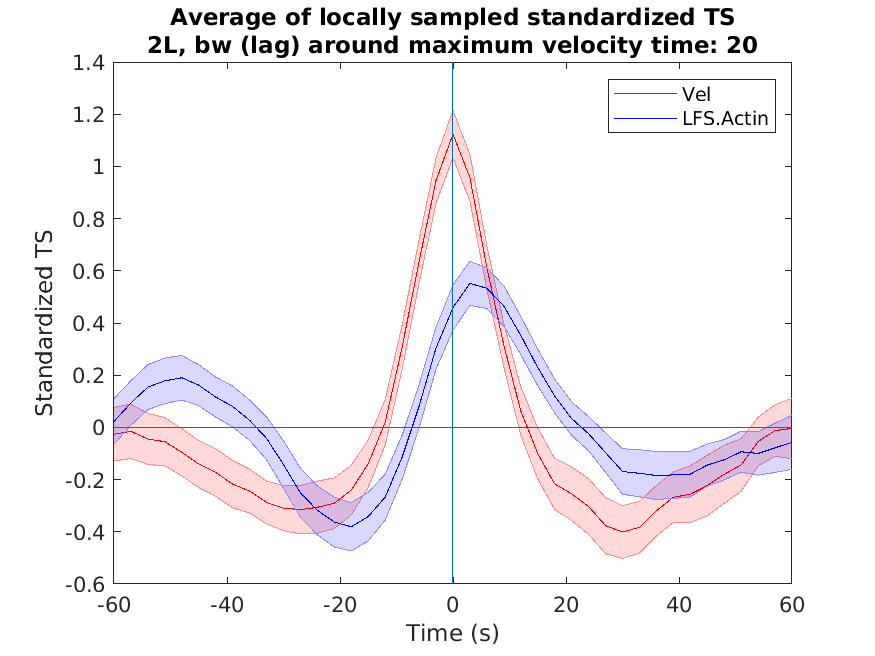 Average of locally sampled standardized TS
2L, bw (lag) around maximum velocity time: 20
1.4
1.2
1
0.8
0.6
0.4
0.2
0
-0.2
-0.4
-0.6
Standardized TS
Vel
LFS.Actin
-60 -40 -20 0 20 40 60
Time (s)